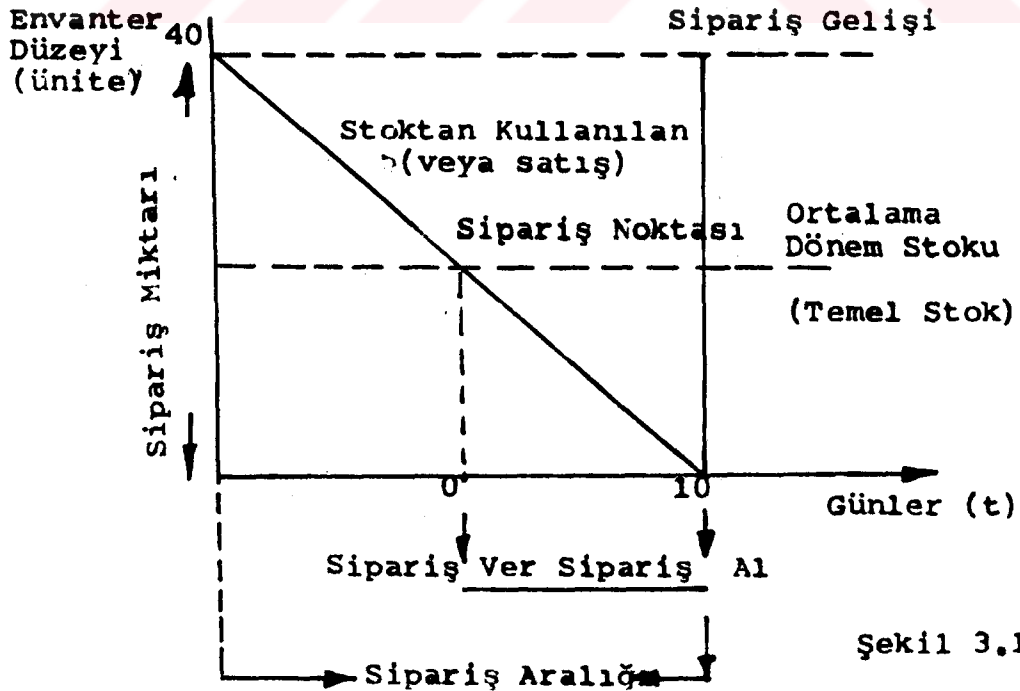 Envanter
Düzeyi
(ünite)
40
Sipariş Gelişi
Stoktan Kullanılan
(veya satış)
Sipariş Miktarı
Sipariş Noktası
Ortalama
Dönem Stoku
(Temel Stok)
0
10
Günler (t)
Sipariş Ver Sipariş Al
Şekil 3.1
Sipariş Aralığı